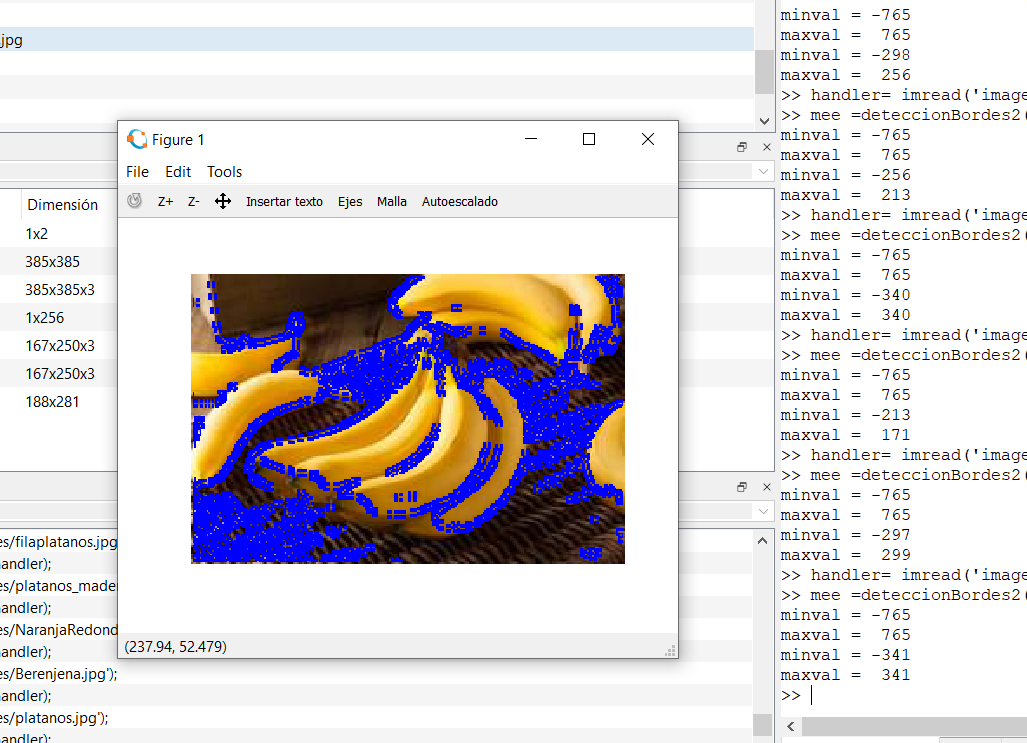 .jpg
Dimensión
1x2
385x385
385x385x3
1x256
167x250x3
167x250x3
188x281
es/filaplatanos.jpg
handler);
es/platanos_made
handler);
es/NaranjaRedond
handler);
es/Berenjena.jpg');
handler);
es/platanos.jpg');
handler);
Figure 1
File Edit Tools
Z+ Z- Insertar texto Ejes Malla Autoescalado
(237.94, 52.479)
minval = -765
maxval = 765
minval = -298
maxval = 256
>> handler= imread('image
>> mee =deteccionBordes2(
minval = -765
maxval = 765
minval = -256
maxval = 213
>> handler= imread('image
>> mee =deteccionBordes2(
minval = -765
maxval = 765
minval = -340
maxval = 340
>> handler= imread('image
>> mee =deteccionBordes2(
minval = -765
maxval = 765
minval = -213
maxval = 171
>> handler= imread('image
>> mee =deteccionBordes2(
minval = -765
maxval = 765
minval = -297
maxval = 299
>> handler= imread('image
>> mee =deteccionBordes2(
minval = -765
maxval = 765
minval = -341
maxval = 341
>>